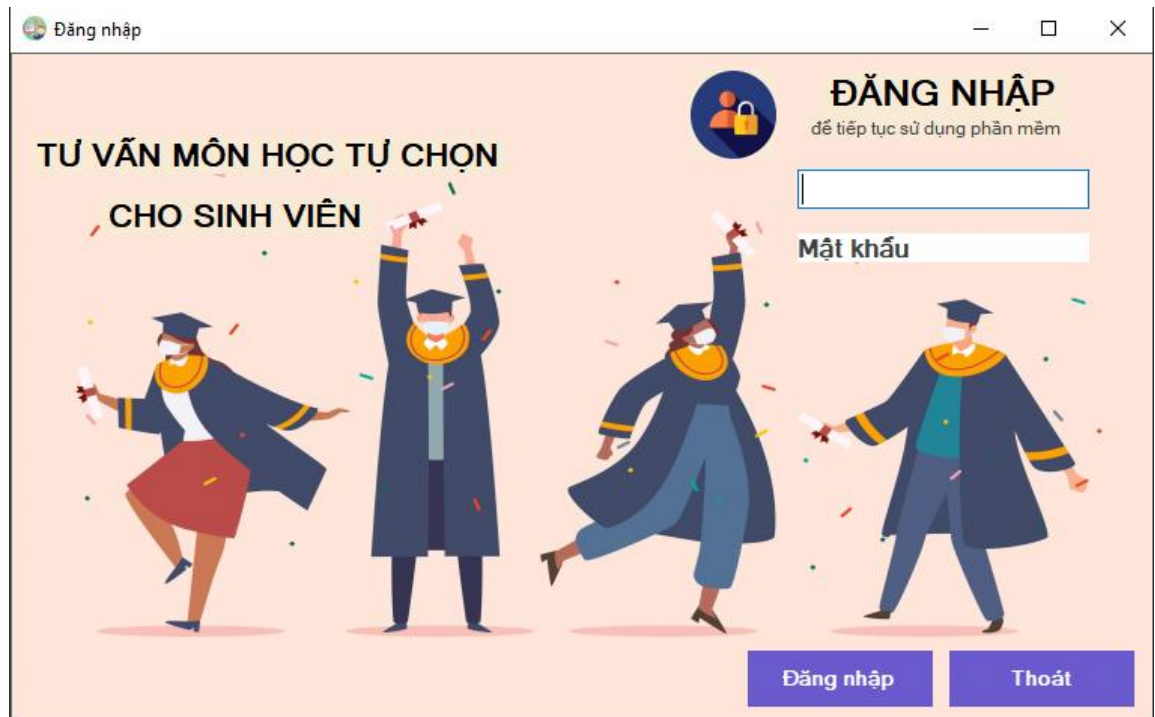 Đăng nhập
ĐĂNG NHẬP
để tiếp tục sử dụng phần mềm
TƯ VẤN MÔN HỌC TỰ CHỌN
CHO SINH VIÊN
Mật khẩu
Đăng nhập
Thoát